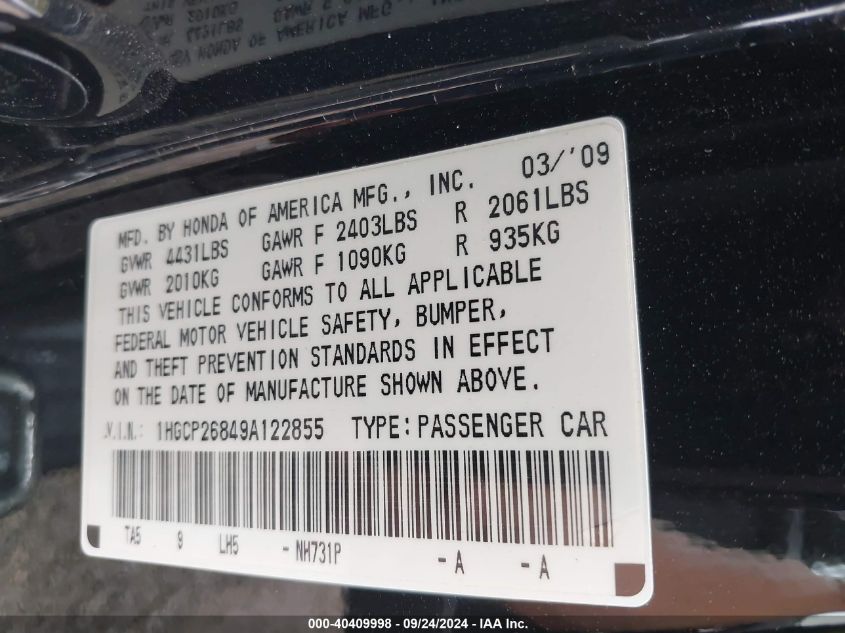 MFD. BY HONDA OF AMERICA MFG., INC. 03/'09
GVWR 4431LBS GAWR F 2403LBS R 2061LBS
GVWR 2010KG GAWR F 1090KG R 935KG
THIS VEHICLE CONFORMS TO ALL APPLICABLE
FEDERAL MOTOR VEHICLE SAFETY, BUMPER,
AND THEFT PREVENTION STANDARDS IN EFFECT
ON THE DATE OF MANUFACTURE SHOWN ABOVE.
V.I.N.: 1HGCP26849A122855 TYPE:PASSENGER CAR
TA5 9 LH5 -NH731P -A -A
000-40409998 - 09/24/2024 - IAA Inc.